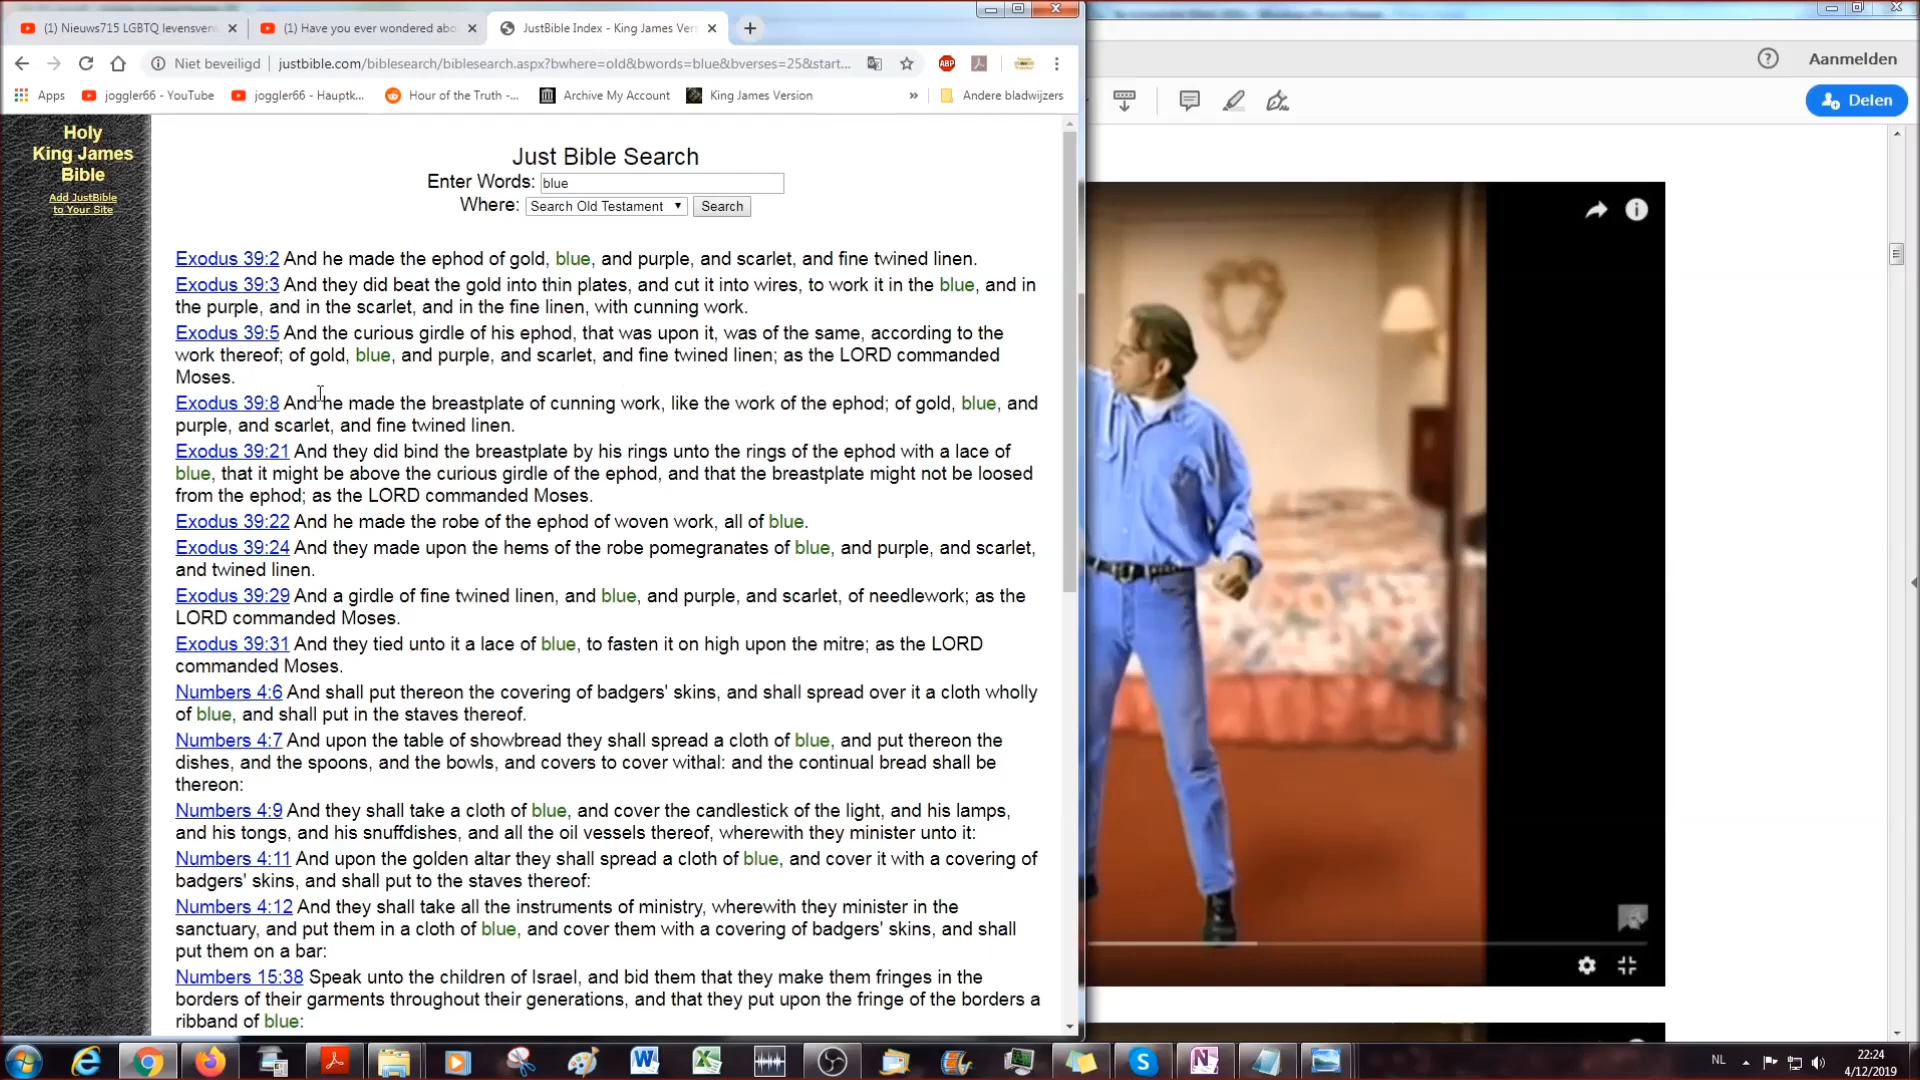 (1) Nieuws715 LGBTQ levensvers
(1) Have you ever wondered abo
JustBible Index - King James Vers
Niet beveiligd
justbible.com/biblesearch/biblesearch.aspx?bwhere=old&bwords=blue&bverses=25&start...
ABP
Apps
joggler66 - YouTube
joggler66 - Hauptk...
Hour of the Truth -...
Archive My Account
King James Version
»
Andere bladwijzers
Aanmelden
Delen
Holy
King James
Bible
Add JustBible
to Your Site
Just Bible Search
Enter Words: blue
Where: Search Old Testament Search
Exodus 39:2 And he made the ephod of gold, blue, and purple, and scarlet, and fine twined linen.
Exodus 39:3 And they did beat the gold into thin plates, and cut it into wires, to work it in the blue, and in
the purple, and in the scarlet, and in the fine linen, with cunning work.
Exodus 39:5 And the curious girdle of his ephod, that was upon it, was of the same, according to the
work thereof; of gold, blue, and purple, and scarlet, and fine twined linen; as the LORD commanded
Moses.
Exodus 39:8 And he made the breastplate of cunning work, like the work of the ephod; of gold, blue, and
purple, and scarlet, and fine twined linen.
Exodus 39:21 And they did bind the breastplate by his rings unto the rings of the ephod with a lace of
blue, that it might be above the curious girdle of the ephod, and that the breastplate might not be loosed
from the ephod; as the LORD commanded Moses.
Exodus 39:22 And he made the robe of the ephod of woven work, all of blue.
Exodus 39:24 And they made upon the hems of the robe pomegranates of blue, and purple, and scarlet,
and twined linen.
Exodus 39:29 And a girdle of fine twined linen, and blue, and purple, and scarlet, of needlework; as the
LORD commanded Moses.
Exodus 39:31 And they tied unto it a lace of blue, to fasten it on high upon the mitre; as the LORD
commanded Moses.
Numbers 4:6 And shall put thereon the covering of badgers' skins, and shall spread over it a cloth wholly
of blue, and shall put in the staves thereof.
Numbers 4:7 And upon the table of showbread they shall spread a cloth of blue, and put thereon the
dishes, and the spoons, and the bowls, and covers to cover withal: and the continual bread shall be
thereon:
Numbers 4:9 And they shall take a cloth of blue, and cover the candlestick of the light, and his lamps,
and his tongs, and his snuffdishes, and all the oil vessels thereof, wherewith they minister unto it:
Numbers 4:11 And upon the golden altar they shall spread a cloth of blue, and cover it with a covering of
badgers' skins, and shall put to the staves thereof:
Numbers 4:12 And they shall take all the instruments of ministry, wherewith they minister in the
sanctuary, and put them in a cloth of blue, and cover them with a covering of badgers' skins, and shall
put them on a bar:
Numbers 15:38 Speak unto the children of Israel, and bid them that they make them fringes in the
borders of their garments throughout their generations, and that they put upon the fringe of the borders a
ribband of blue:
NL
22:24
4/12/2019